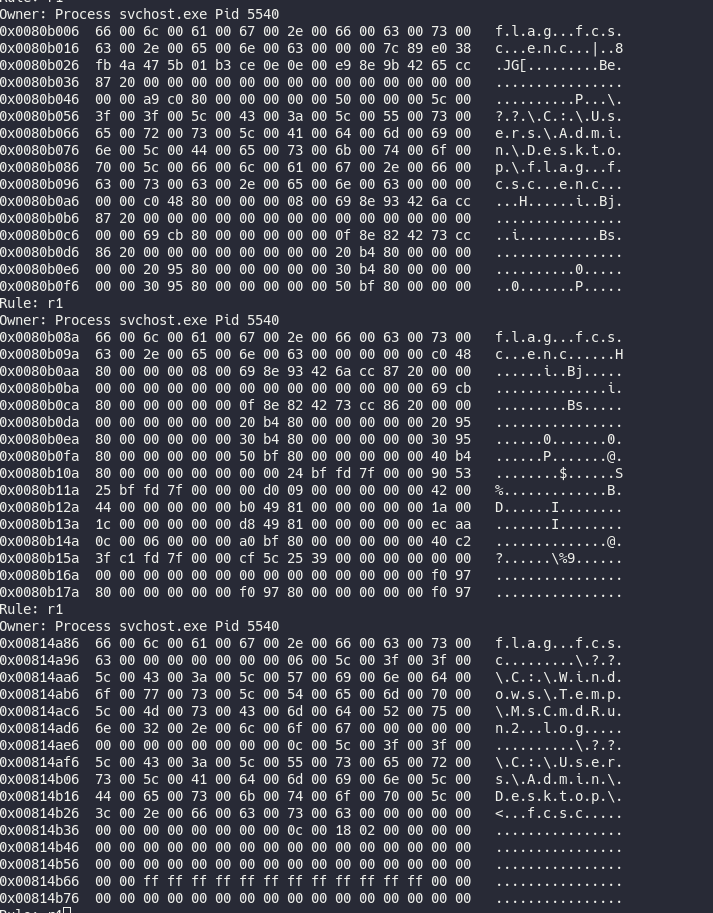 Rule: r1
Owner: Process svchost.exe Pid 5540
0x0080b006  66 00 6c 00 61 00 67 00 2e 00 66 00 63 00 73 00   f.l.a.g...f.c.s.
0x0080b016  63 00 2e 00 65 00 6e 00 63 00 00 00 7c 89 e0 38   c...e.n.c...|..8
0x0080b026  fb 4a 47 5b 01 b3 ce 0e 0e 00 e9 8e 9b 42 65 cc   .JG[.........Be.
0x0080b036  87 20 00 00 00 00 00 00 00 00 00 00 00 00 00 00   ................
0x0080b046  00 00 a9 c0 80 00 00 00 00 00 50 00 00 00 5c 00   ..........P...\.
0x0080b056  3f 00 3f 00 5c 00 43 00 3a 00 5c 00 55 00 73 00   ?.?.\.C.:.\.U.s.
0x0080b066  65 00 72 00 73 00 5c 00 41 00 64 00 6d 00 69 00   e.r.s.\.A.d.m.i.
0x0080b076  6e 00 5c 00 44 00 65 00 73 00 6b 00 74 00 6f 00   n.\.D.e.s.k.t.o.
0x0080b086  70 00 5c 00 66 00 6c 00 61 00 67 00 2e 00 66 00   p.\.f.l.a.g...f.
0x0080b096  63 00 73 00 63 00 2e 00 65 00 6e 00 63 00 00 00   c.s.c...e.n.c...
0x0080b0a6  00 00 c0 48 80 00 00 00 08 00 69 8e 93 42 6a cc   ...H......i..Bj.
0x0080b0b6  87 20 00 00 00 00 00 00 00 00 00 00 00 00 00 00   ................
0x0080b0c6  00 00 69 cb 80 00 00 00 00 00 0f 8e 82 42 73 cc   ..i..........Bs.
0x0080b0d6  86 20 00 00 00 00 00 00 00 00 20 b4 80 00 00 00   ................
0x0080b0e6  00 00 20 95 80 00 00 00 00 00 30 b4 80 00 00 00   ..........0.....
0x0080b0f6  00 00 30 95 80 00 00 00 00 00 50 bf 80 00 00 00   ..0.......P.....
Rule: r1
Owner: Process svchost.exe Pid 5540
0x0080b08a  66 00 6c 00 61 00 67 00 2e 00 66 00 63 00 73 00   f.l.a.g...f.c.s.
0x0080b09a  63 00 2e 00 65 00 6e 00 63 00 00 00 00 00 c0 48   c...e.n.c......H
0x0080b0aa  80 00 00 00 08 00 69 8e 93 42 6a cc 87 20 00 00   ......i..Bj.....
0x0080b0ba  00 00 00 00 00 00 00 00 00 00 00 00 00 00 69 cb   ..............i.
0x0080b0ca  80 00 00 00 00 00 0f 8e 82 42 73 cc 86 20 00 00   .........Bs.....
0x0080b0da  00 00 00 00 00 00 20 b4 80 00 00 00 00 00 20 95   ................
0x0080b0ea  80 00 00 00 00 00 30 b4 80 00 00 00 00 00 30 95   ......0.......0.
0x0080b0fa  80 00 00 00 00 00 50 bf 80 00 00 00 00 00 40 b4   ......P.......@.
0x0080b10a  80 00 00 00 00 00 00 00 24 bf fd 7f 00 00 90 53   ........$......S
0x0080b11a  25 bf fd 7f 00 00 00 00 d0 09 00 00 00 00 42 00   %.............B.
0x0080b12a  44 00 00 00 00 00 b0 49 81 00 00 00 00 00 1a 00   D......I........
0x0080b13a  1c 00 00 00 00 00 d8 49 81 00 00 00 00 00 ec aa   .......I........
0x0080b14a  0c 00 06 00 00 00 a0 bf 80 00 00 00 00 00 40 c2   ..............@.
0x0080b15a  3f c1 fd 7f 00 00 cf 5c 25 39 00 00 00 00 00 00   ?......\%9......
0x0080b16a  00 00 00 00 00 00 00 00 00 00 00 00 00 00 f0 97   ................
0x0080b17a  80 00 00 00 00 00 f0 97 80 00 00 00 00 00 f0 97   ................
Rule: r1
Owner: Process svchost.exe Pid 5540
0x00814a86  66 00 6c 00 61 00 67 00 2e 00 66 00 63 00 73 00   f.l.a.g...f.c.s.
0x00814a96  63 00 00 00 00 00 00 00 06 00 5c 00 3f 00 3f 00   c.........\.?.?.
0x00814aa6  5c 00 43 00 3a 00 5c 00 57 00 69 00 6e 00 64 00   \.C.:.\.W.i.n.d.
0x00814ab6  6f 00 77 00 73 00 5c 00 54 00 65 00 6d 00 70 00   o.w.s.\.T.e.m.p.
0x00814ac6  5c 00 4d 00 73 00 43 00 6d 00 64 00 52 00 75 00   \.M.s.C.m.d.R.u.
0x00814ad6  6e 00 32 00 2e 00 6c 00 6f 00 67 00 00 00 00 00   n.2...l.o.g.....
0x00814ae6  00 00 00 00 00 00 00 00 0c 00 5c 00 3f 00 3f 00   ..........\.?.?.
0x00814af6  5c 00 43 00 3a 00 5c 00 55 00 73 00 65 00 72 00   \.C.:.\.U.s.e.r.
0x00814b06  73 00 5c 00 41 00 64 00 6d 00 69 00 6e 00 5c 00   s.\.A.d.m.i.n.\.
0x00814b16  44 00 65 00 73 00 6b 00 74 00 6f 00 70 00 5c 00   D.e.s.k.t.o.p.\.
0x00814b26  3c 00 2e 00 66 00 63 00 73 00 63 00 00 00 00 00   <...f.c.s.c.....
0x00814b36  00 00 00 00 00 00 00 00 0c 00 18 02 00 00 00 00   ................
0x00814b46  00 00 00 00 00 00 00 00 00 00 00 00 00 00 00 00   ................
0x00814b56  00 00 00 00 00 00 00 00 00 00 00 00 00 00 00 00   ................
0x00814b66  00 00 ff ff ff ff ff ff ff ff ff ff ff ff 00 00   ................
0x00814b76  00 00 00 00 00 00 00 00 00 00 00 00 00 00 00 00   ................
Rule: r1